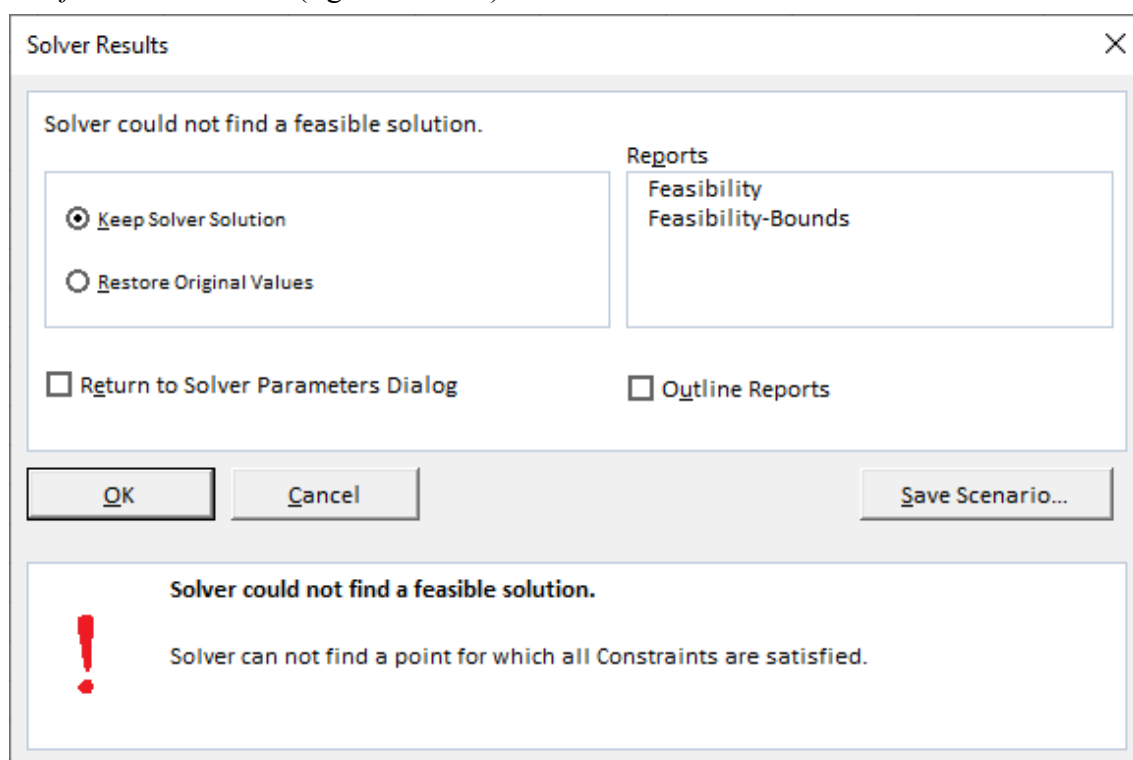 Solver Results
Solver could not find a feasible solution.
Reports
Keep Solver Solution
Restore Original Values
Feasibility
Feasibility-Bounds
Return to Solver Parameters Dialog
Outline Reports
OK
Cancel
Save Scenario...
Solver could not find a feasible solution.
Solver can not find a point for which all Constraints are satisfied.